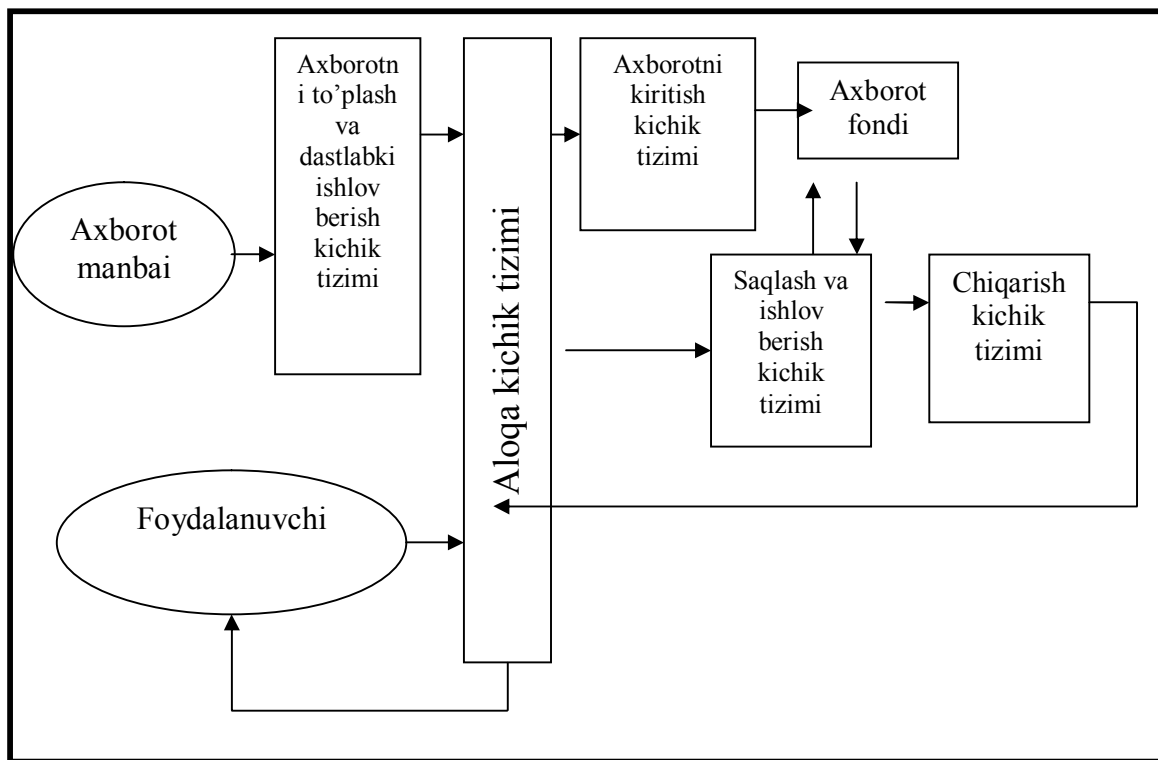 Axborotn
i to’plash
va
dastlabki
ishlov
berish
kichik
tizimi
Axborotni
kiritish
kichik
tizimi
Axborot
fondi
Axborot
manbai
Aloqa kichik tizimi
Saqlash va
ishlov
berish
kichik
tizimi
Chiqarish
kichik
tizimi
Foydalanuvchi